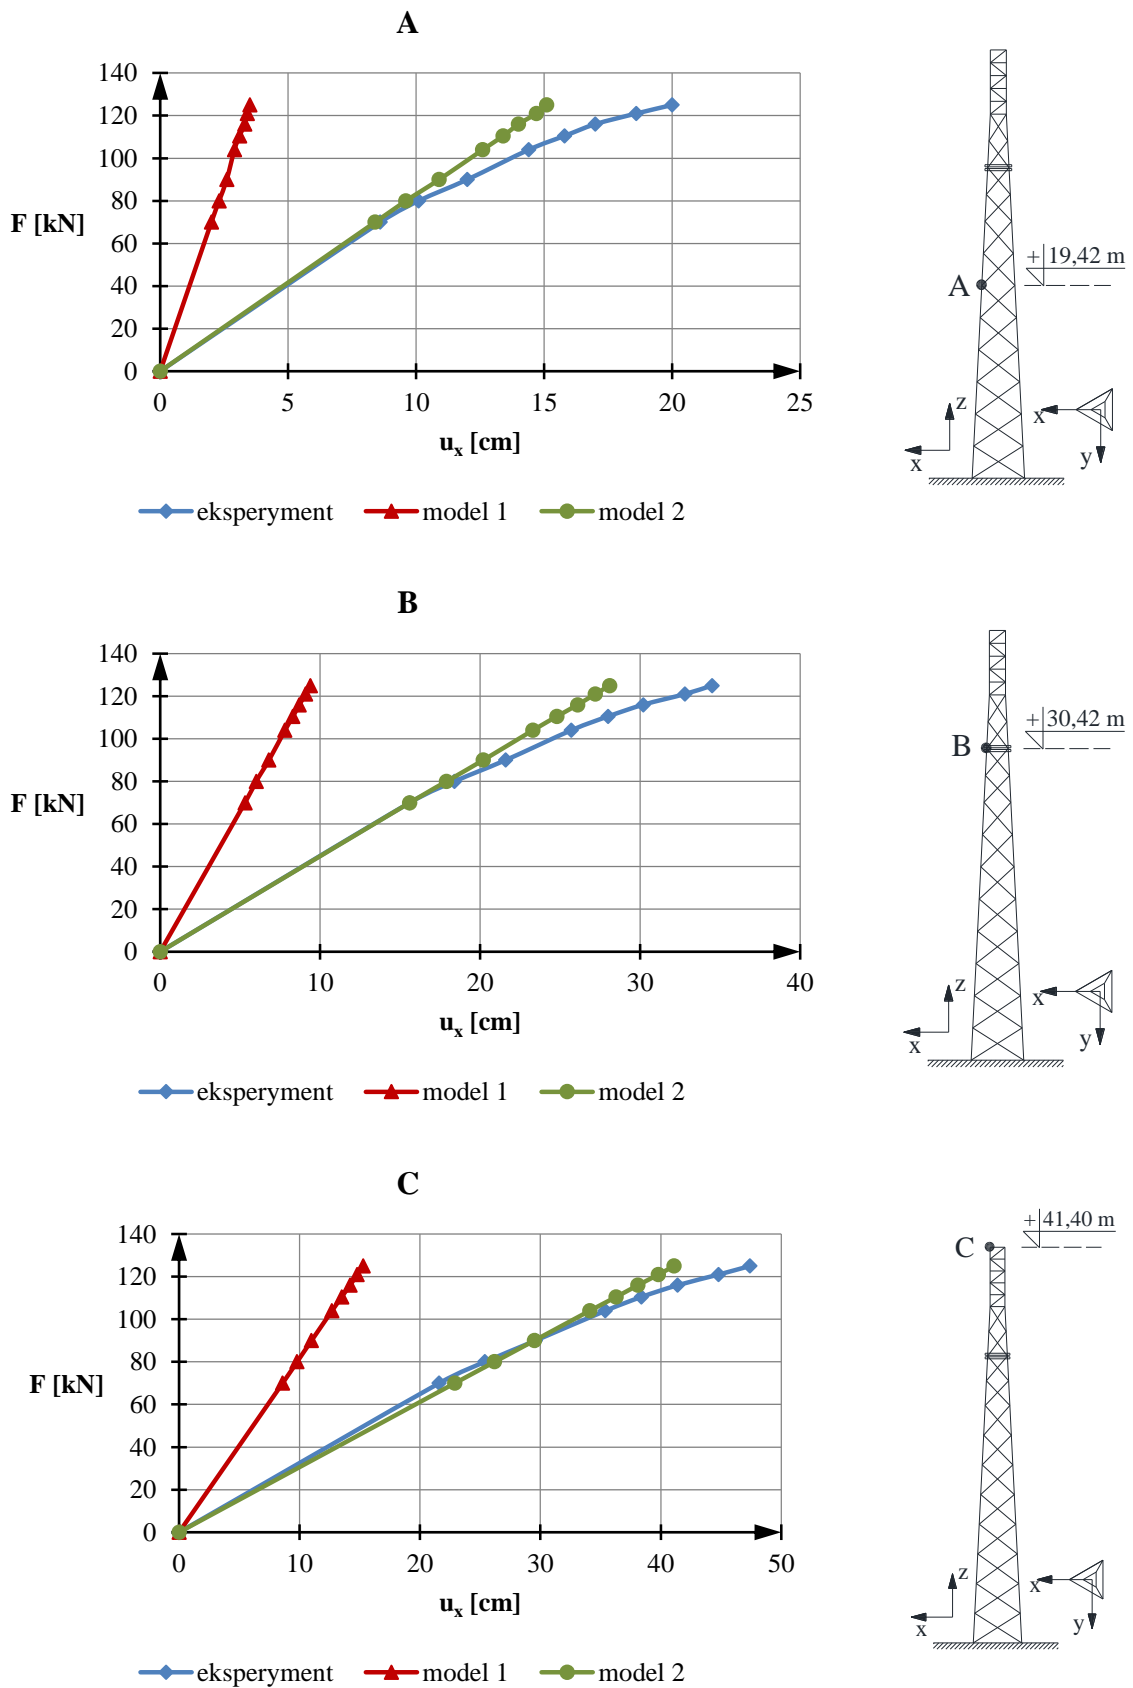 A
140
120
100
80
60
40
20
0
F [kN]
0 5 10 15 20 25
uₓ [cm]
eksperyment model 1 model 2
+ 19,42 m
A
z
x
x
y
B
140
120
100
80
60
40
20
0
F [kN]
0 10 20 30 40
uₓ [cm]
eksperyment model 1 model 2
+ 30,42 m
B
z
x
x
y
C
140
120
100
80
60
40
20
0
F [kN]
0 10 20 30 40 50
uₓ [cm]
eksperyment model 1 model 2
+ 41,40 m
C
z
x
x
y